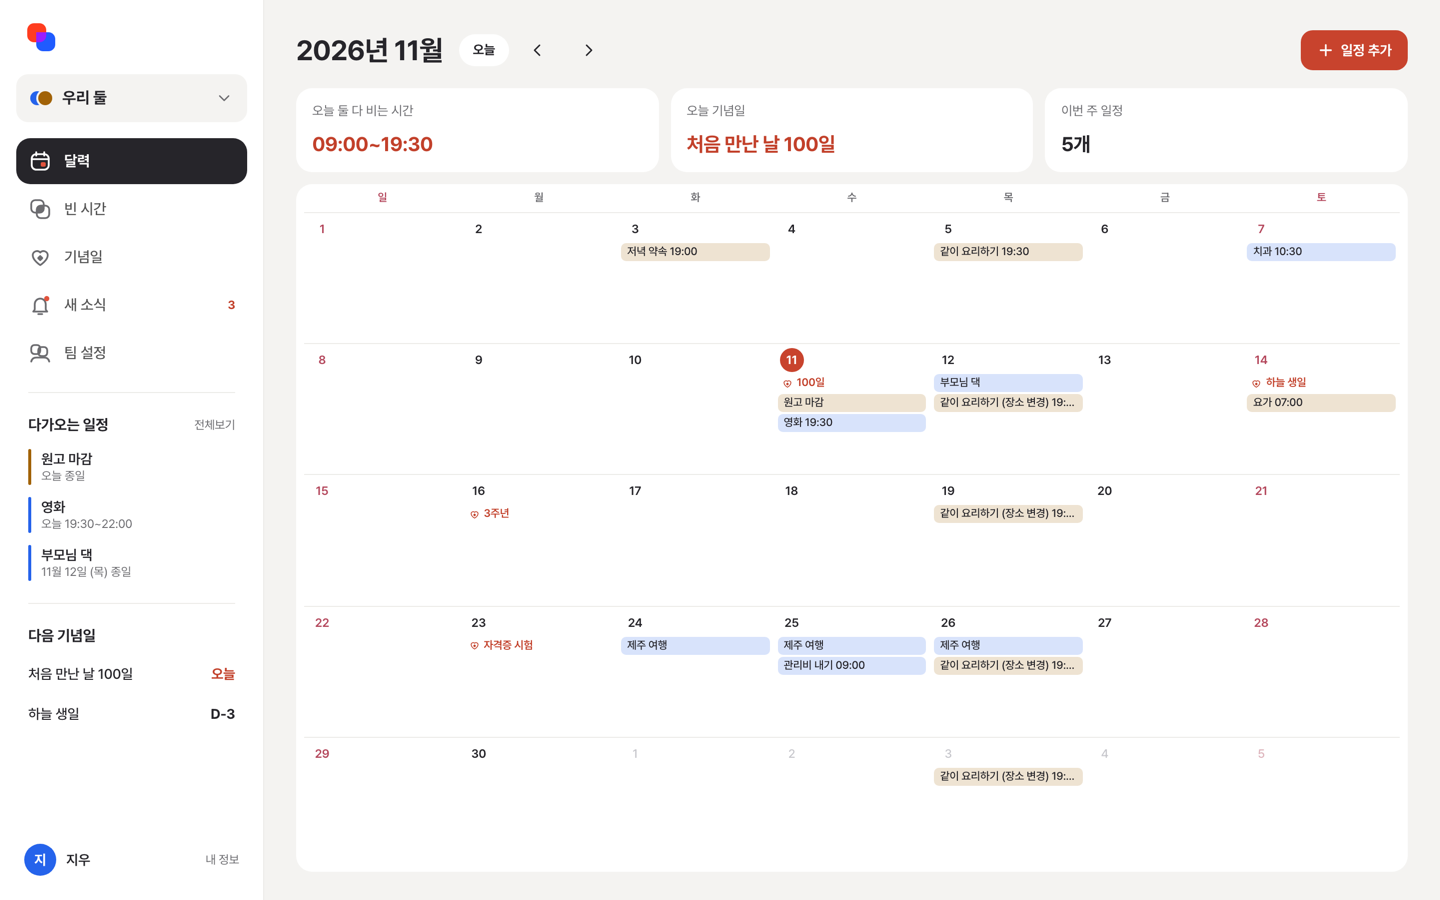 우리 둘
달력
빈 시간
기념일
새 소식 3
팀 설정
다가오는 일정 전체보기
원고 마감
오늘 종일
영화
오늘 19:30~22:00
부모님 댁
11월 12일 (목) 종일
다음 기념일
처음 만난 날 100일 오늘
하늘 생일 D-3
지 지우 내 정보
2026년 11월 오늘
일정 추가
오늘 둘 다 비는 시간
09:00~19:30
오늘 기념일
처음 만난 날 100일
이번 주 일정
5개
일 월 화 수 목 금 토
1 2 3 4 5 6 7
저녁 약속 19:00 같이 요리하기 19:30 치과 10:30
8 9 10 11 12 13 14
100일 부모님 댁 하늘 생일
원고 마감 같이 요리하기 (장소 변경) 19:... 요가 07:00
영화 19:30
15 16 17 18 19 20 21
3주년 같이 요리하기 (장소 변경) 19:...
22 23 24 25 26 27 28
자격증 시험 제주 여행 제주 여행 제주 여행
관리비 내기 09:00 같이 요리하기 (장소 변경) 19:...
29 30 1 2 3 4 5
같이 요리하기 (장소 변경) 19:...